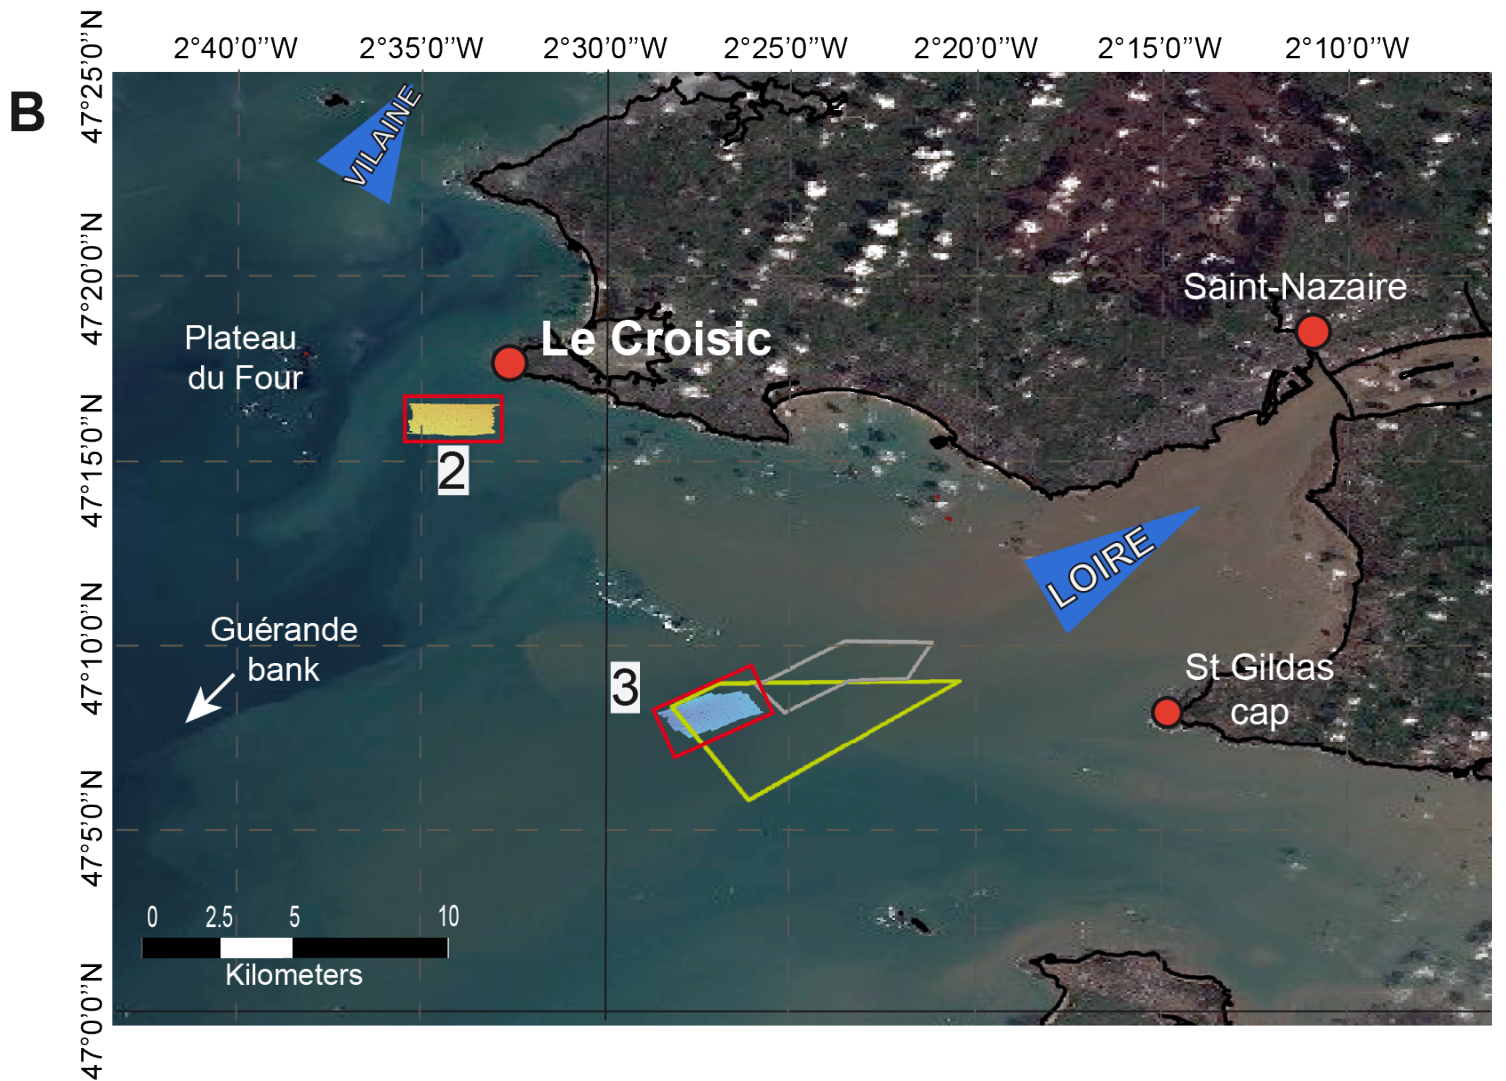 B
2°40'0''W 2°35'0''W 2°30'0''W 2°25'0''W 2°20'0''W 2°15'0''W 2°10'0''W
47°25'0''N
47°20'0''N
47°15'0''N
47°10'0''N
47°5'0''N
47°0'0''N
VILAINE
Saint-Nazaire
Plateau
du Four
Le Croisic
2
LOIRE
Guérande
bank
3
St Gildas
cap
0 2.5 5 10
Kilometers